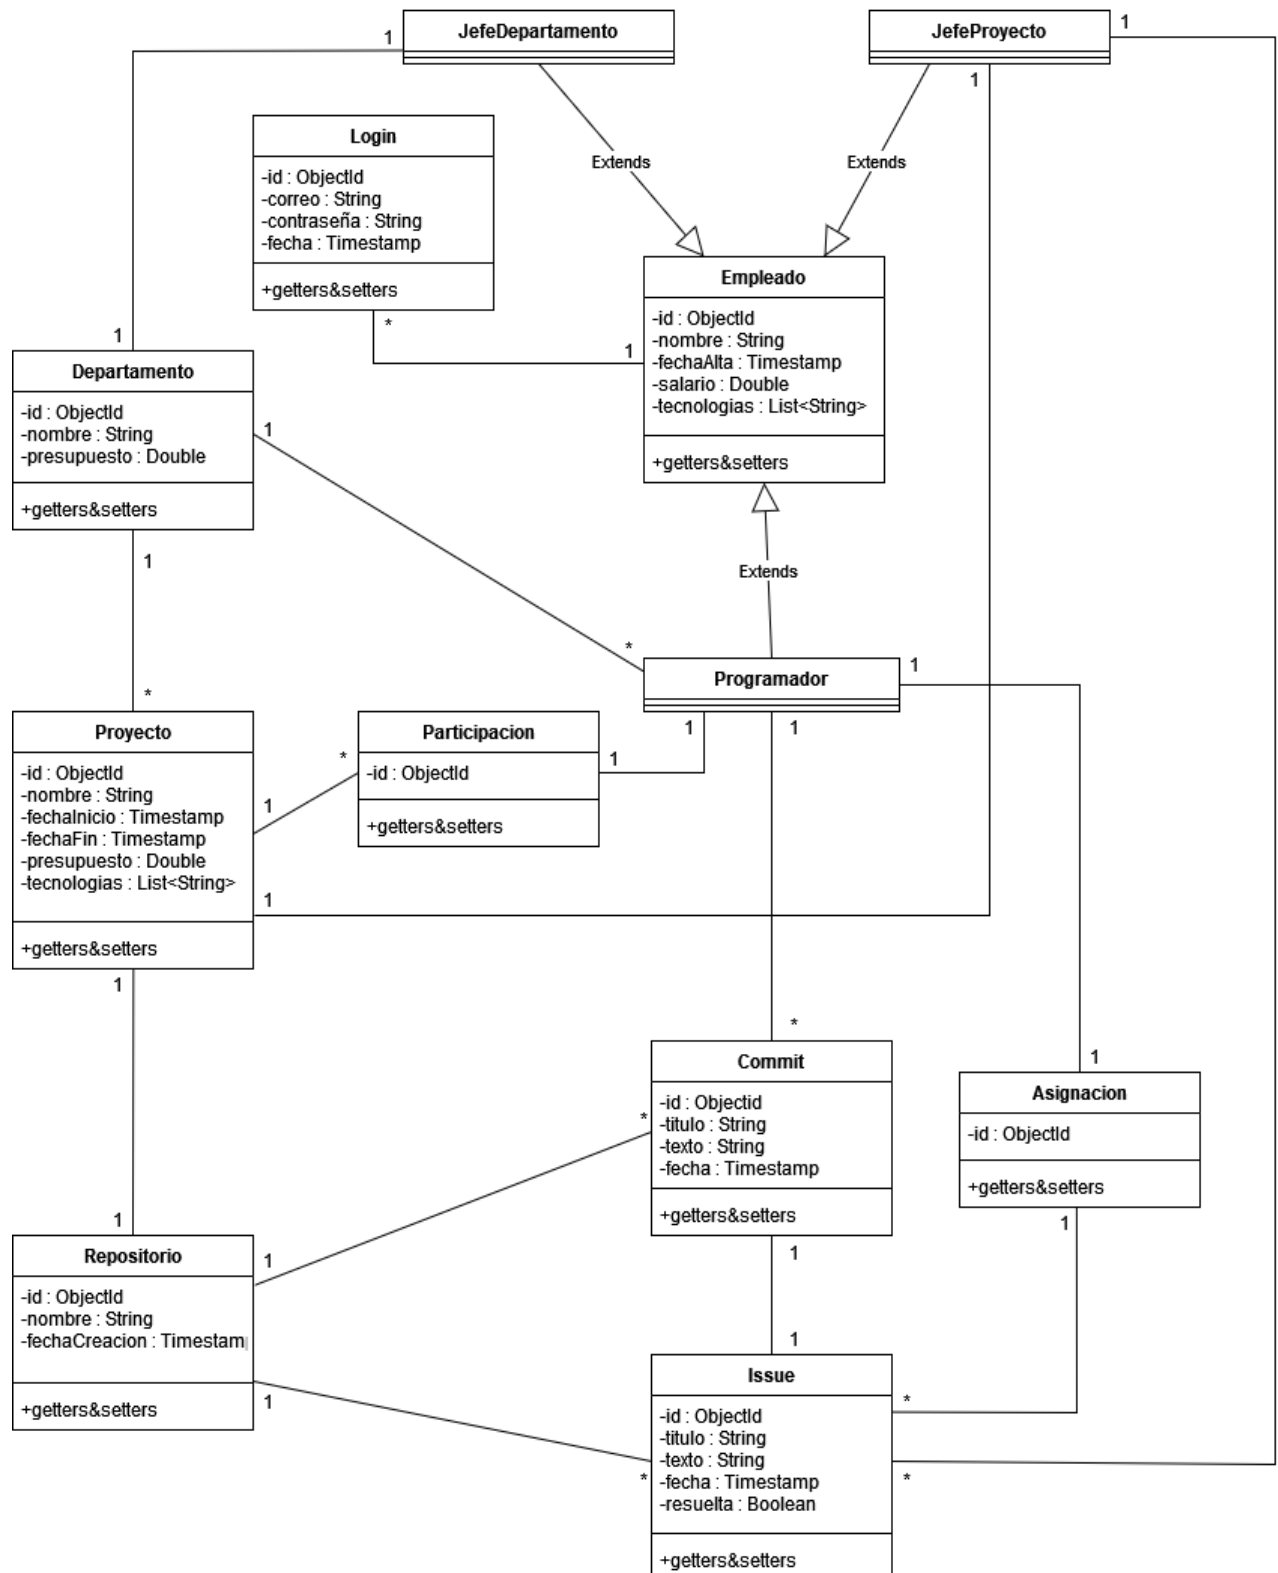 JefeDepartamento
1
JefeProyecto
1
1
Login
-id : ObjectId
-correo : String
-contraseña : String
-fecha : Timestamp
+getters&setters
*
Extends
Extends
Empleado
-id : ObjectId
-nombre : String
-fechaAlta : Timestamp
-salario : Double
-tecnologias : List<String>
+getters&setters
1
1
Departamento
-id : ObjectId
-nombre : String
-presupuesto : Double
+getters&setters
1
1
Extends
*
*
Programador
1
1
1
Proyecto
-id : ObjectId
-nombre : String
-fechaInicio : Timestamp
-fechaFin : Timestamp
-presupuesto : Double
-tecnologias : List<String>
+getters&setters
1
1
1
*
Participacion
-id : ObjectId
+getters&setters
1
*
Commit
-id : Objectid
-titulo : String
-texto : String
-fecha : Timestamp
+getters&setters
*
1
1
Asignacion
-id : ObjectId
+getters&setters
1
1
Repositorio
-id : ObjectId
-nombre : String
-fechaCreacion : Timestam
+getters&setters
1
1
1
Issue
-id : ObjectId
-titulo : String
-texto : String
-fecha : Timestamp
-resuelta : Boolean
+getters&setters
*
*
*